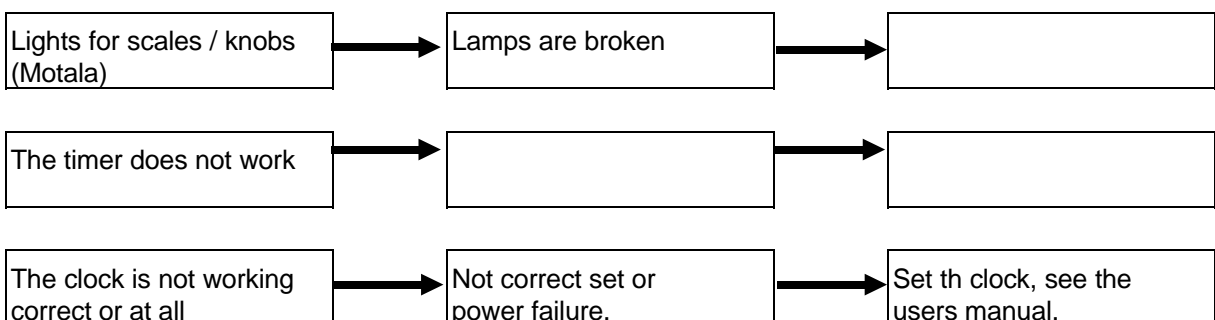 Lights for scales / knobs
(Motala)
Lamps are broken
The timer does not work
The clock is not working
correct or at all
Not correct set or
power failure.
Set th clock, see the
users manual.